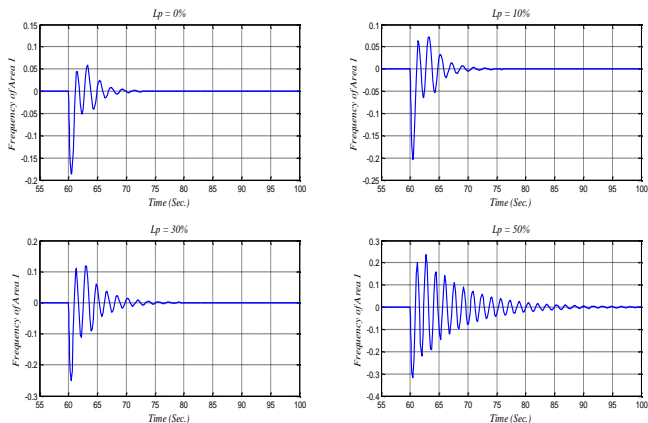 Lp = 0%
Frequency of Area 1
0.15
0.1
0.05
0
-0.05
-0.1
-0.15
-0.2
55 60 65 70 75 80 85 90 95 100
Time (Sec.)
Lp = 10%
Frequency of Area 1
0.1
0.05
0
-0.05
-0.1
-0.15
-0.2
-0.25
55 60 65 70 75 80 85 90 95 100
Time (Sec.)
Lp = 30%
Frequency of Area 1
0.2
0.1
0
-0.1
-0.2
-0.3
55 60 65 70 75 80 85 90 95 100
Time (Sec.)
Lp = 50%
Frequency of Area 1
0.3
0.2
0.1
0
-0.1
-0.2
-0.3
-0.4
55 60 65 70 75 80 85 90 95 100
Time (Sec.)